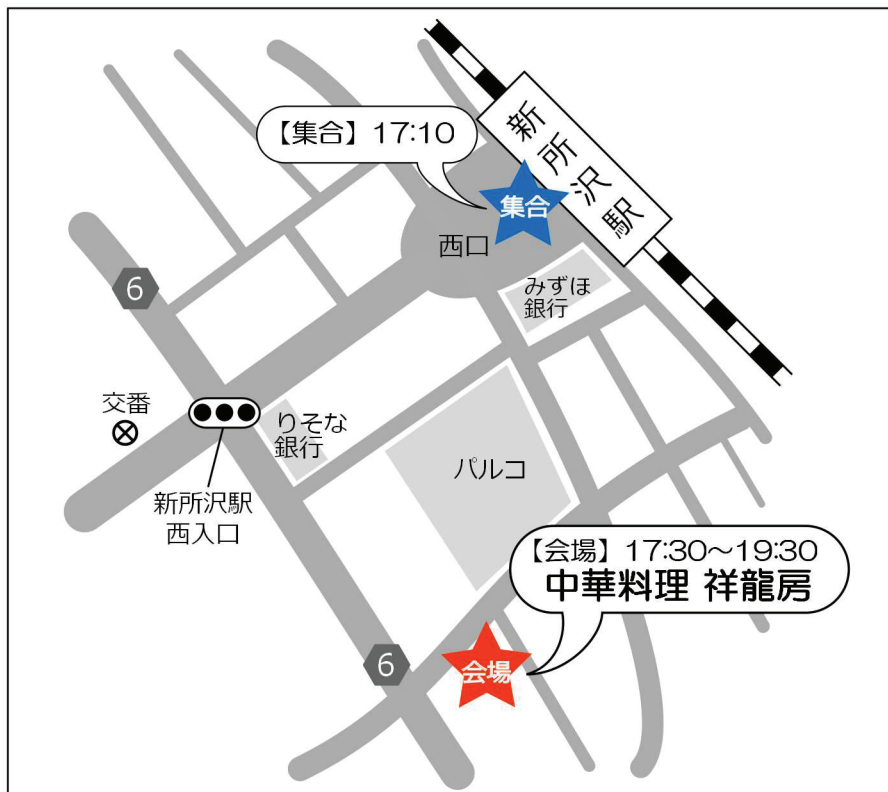 新所沢駅
【集合】17:10
集合
西口
みずほ
銀行
6
交番
りそな
銀行
パルコ
新所沢駅
西入口
【会場】17:30~19:30
中華料理 祥龍房
6
会場